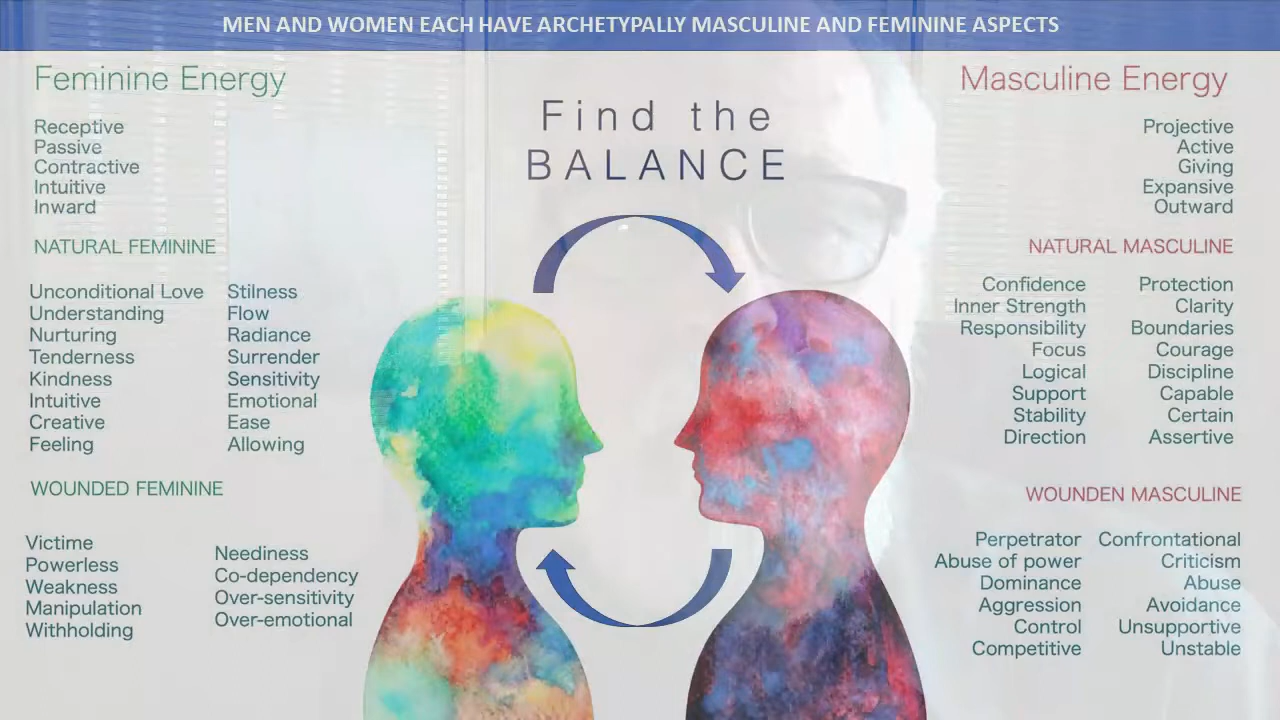 MEN AND WOMEN EACH HAVE ARCHETYPALLY MASCULINE AND FEMININE ASPECTS
Feminine Energy
Receptive
Passive
Contractive
Intuitive
Inward
NATURAL FEMININE
Unconditional Love
Understanding
Nurturing
Tenderness
Kindness
Intuitive
Creative
Feeling
Stilness
Flow
Radiance
Surrender
Sensitivity
Emotional
Ease
Allowing
WOUNDED FEMININE
Victime
Powerless
Weakness
Manipulation
Withholding
Neediness
Co-dependency
Over-sensitivity
Over-emotional
Find the
BALANCE
Masculine Energy
Projective
Active
Giving
Expansive
Outward
NATURAL MASCULINE
Confidence
Inner Strength
Responsibility
Focus
Logical
Support
Stability
Direction
Protection
Clarity
Boundaries
Courage
Discipline
Capable
Certain
Assertive
WOUNDEN MASCULINE
Perpetrator
Abuse of power
Dominance
Aggression
Control
Competitive
Confrontational
Criticism
Abuse
Avoidance
Unsupportive
Unstable